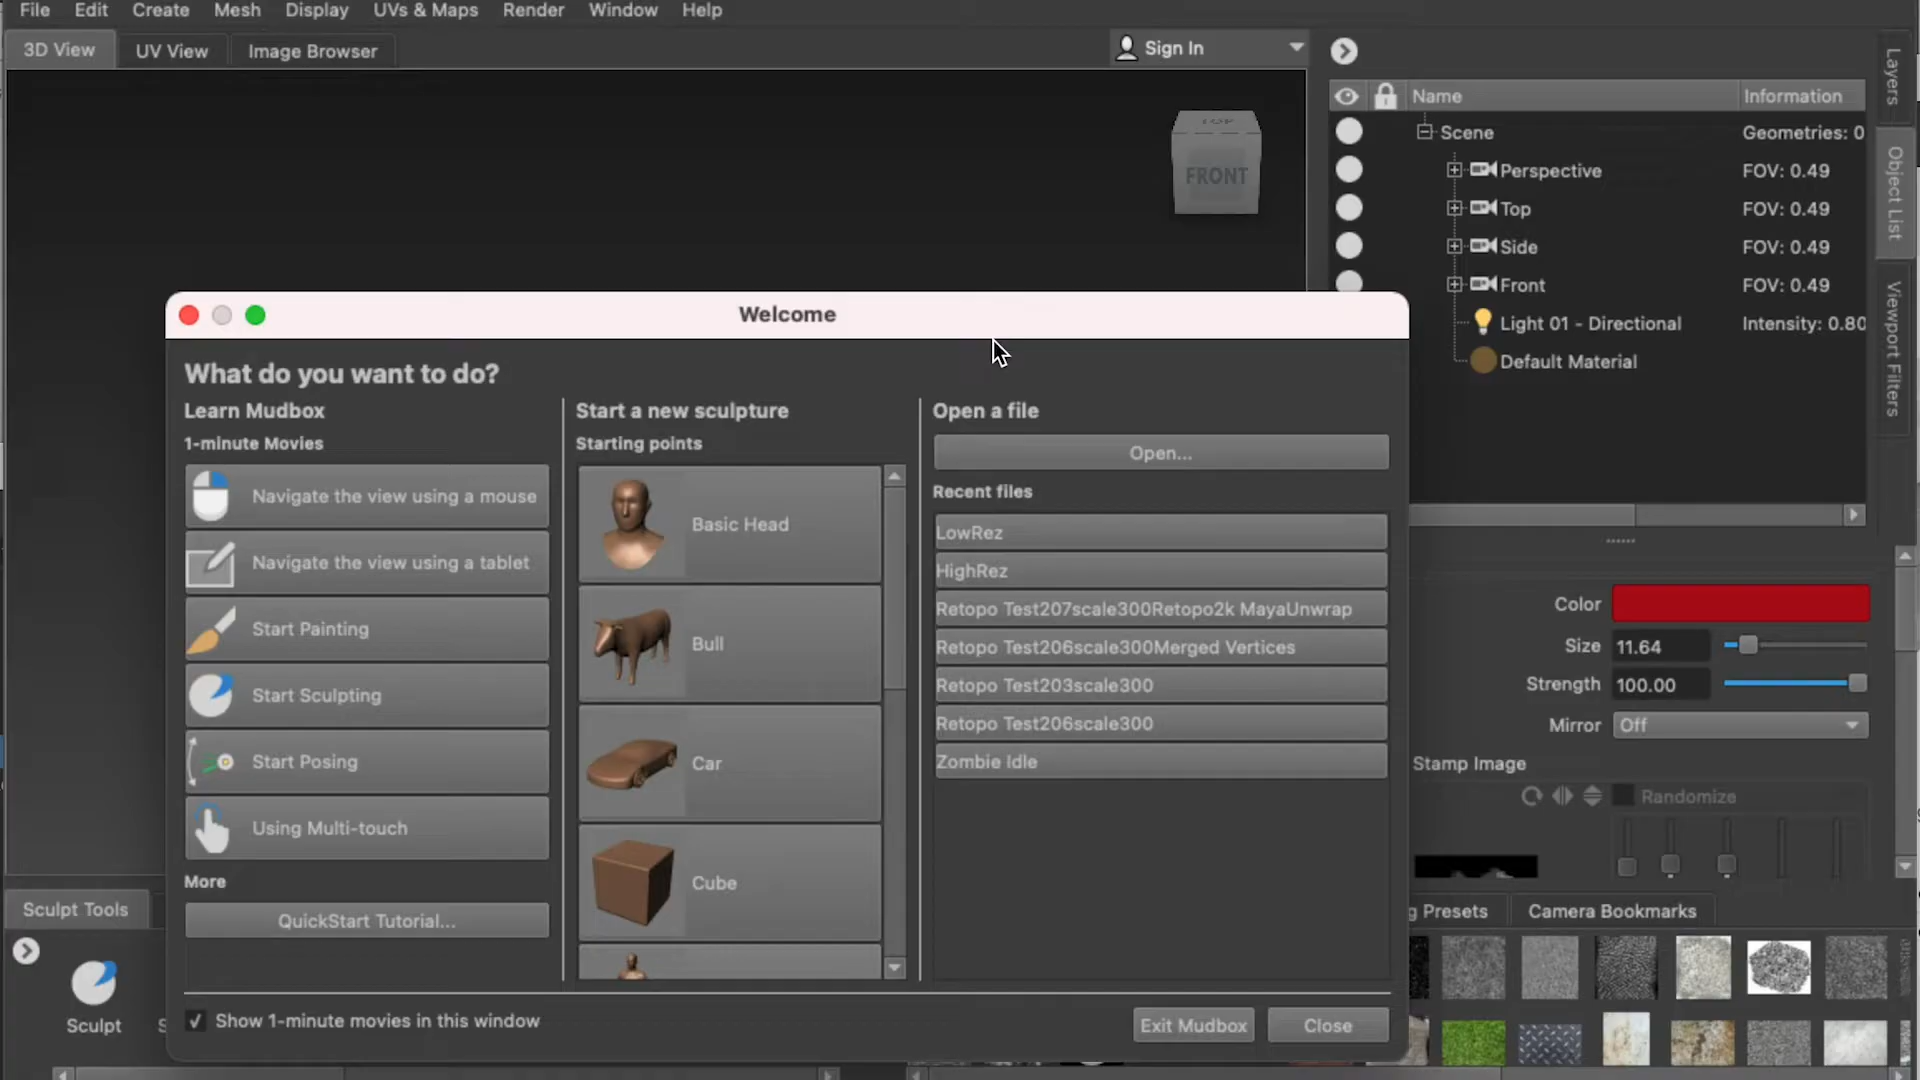 File Edit Create Mesh Display UVs & Maps Render Window Help
3D View UV View Image Browser Sign In
Name Information
Scene Geometries: 0
Perspective FOV: 0.49
Top FOV: 0.49
Side FOV: 0.49
Front FOV: 0.49
Light 01 - Directional Intensity: 0.80
Default Material
Layers
Object List
Viewport Filters
TOP
FRONT
Welcome
What do you want to do?
Learn Mudbox
1-minute Movies
Navigate the view using a mouse
Navigate the view using a tablet
Start Painting
Start Sculpting
Start Posing
Using Multi-touch
More
QuickStart Tutorial...
Start a new sculpture
Starting points
Basic Head
Bull
Car
Cube
Open a file
Open...
Recent files
LowRez
HighRez
Retopo Test207scale300Retopo2k MayaUnwrap
Retopo Test206scale300Merged Vertices
Retopo Test203scale300
Retopo Test206scale300
Zombie Idle
Show 1-minute movies in this window
Exit Mudbox Close
Color
Size 11.64
Strength 100.00
Mirror Off
Stamp Image
Randomize
Sculpt Tools
Sculpt S
g Presets Camera Bookmarks